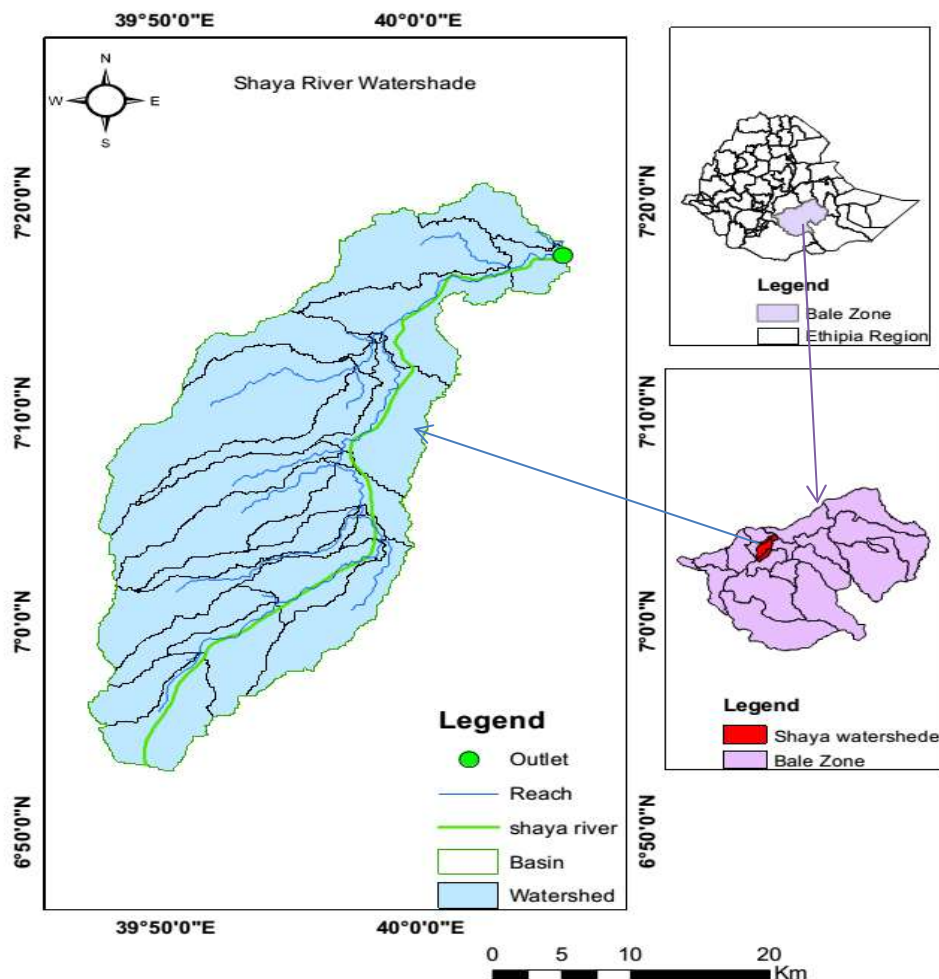 39°50'0"E 40°0'0"E
N
W E
S
Shaya River Watershade
7°20'0"N
7°10'0"N
7°0'0"N
6°50'0"N
Legend
Outlet
Reach
shaya river
Basin
Watershed
39°50'0"E 40°0'0"E
Legend
Bale Zone
Ethipia Region
7°20'0"N
7°10'0"N
7°0'0"N
6°50'0"N
Legend
Shaya watershede
Bale Zone
0 5 10 20
Km